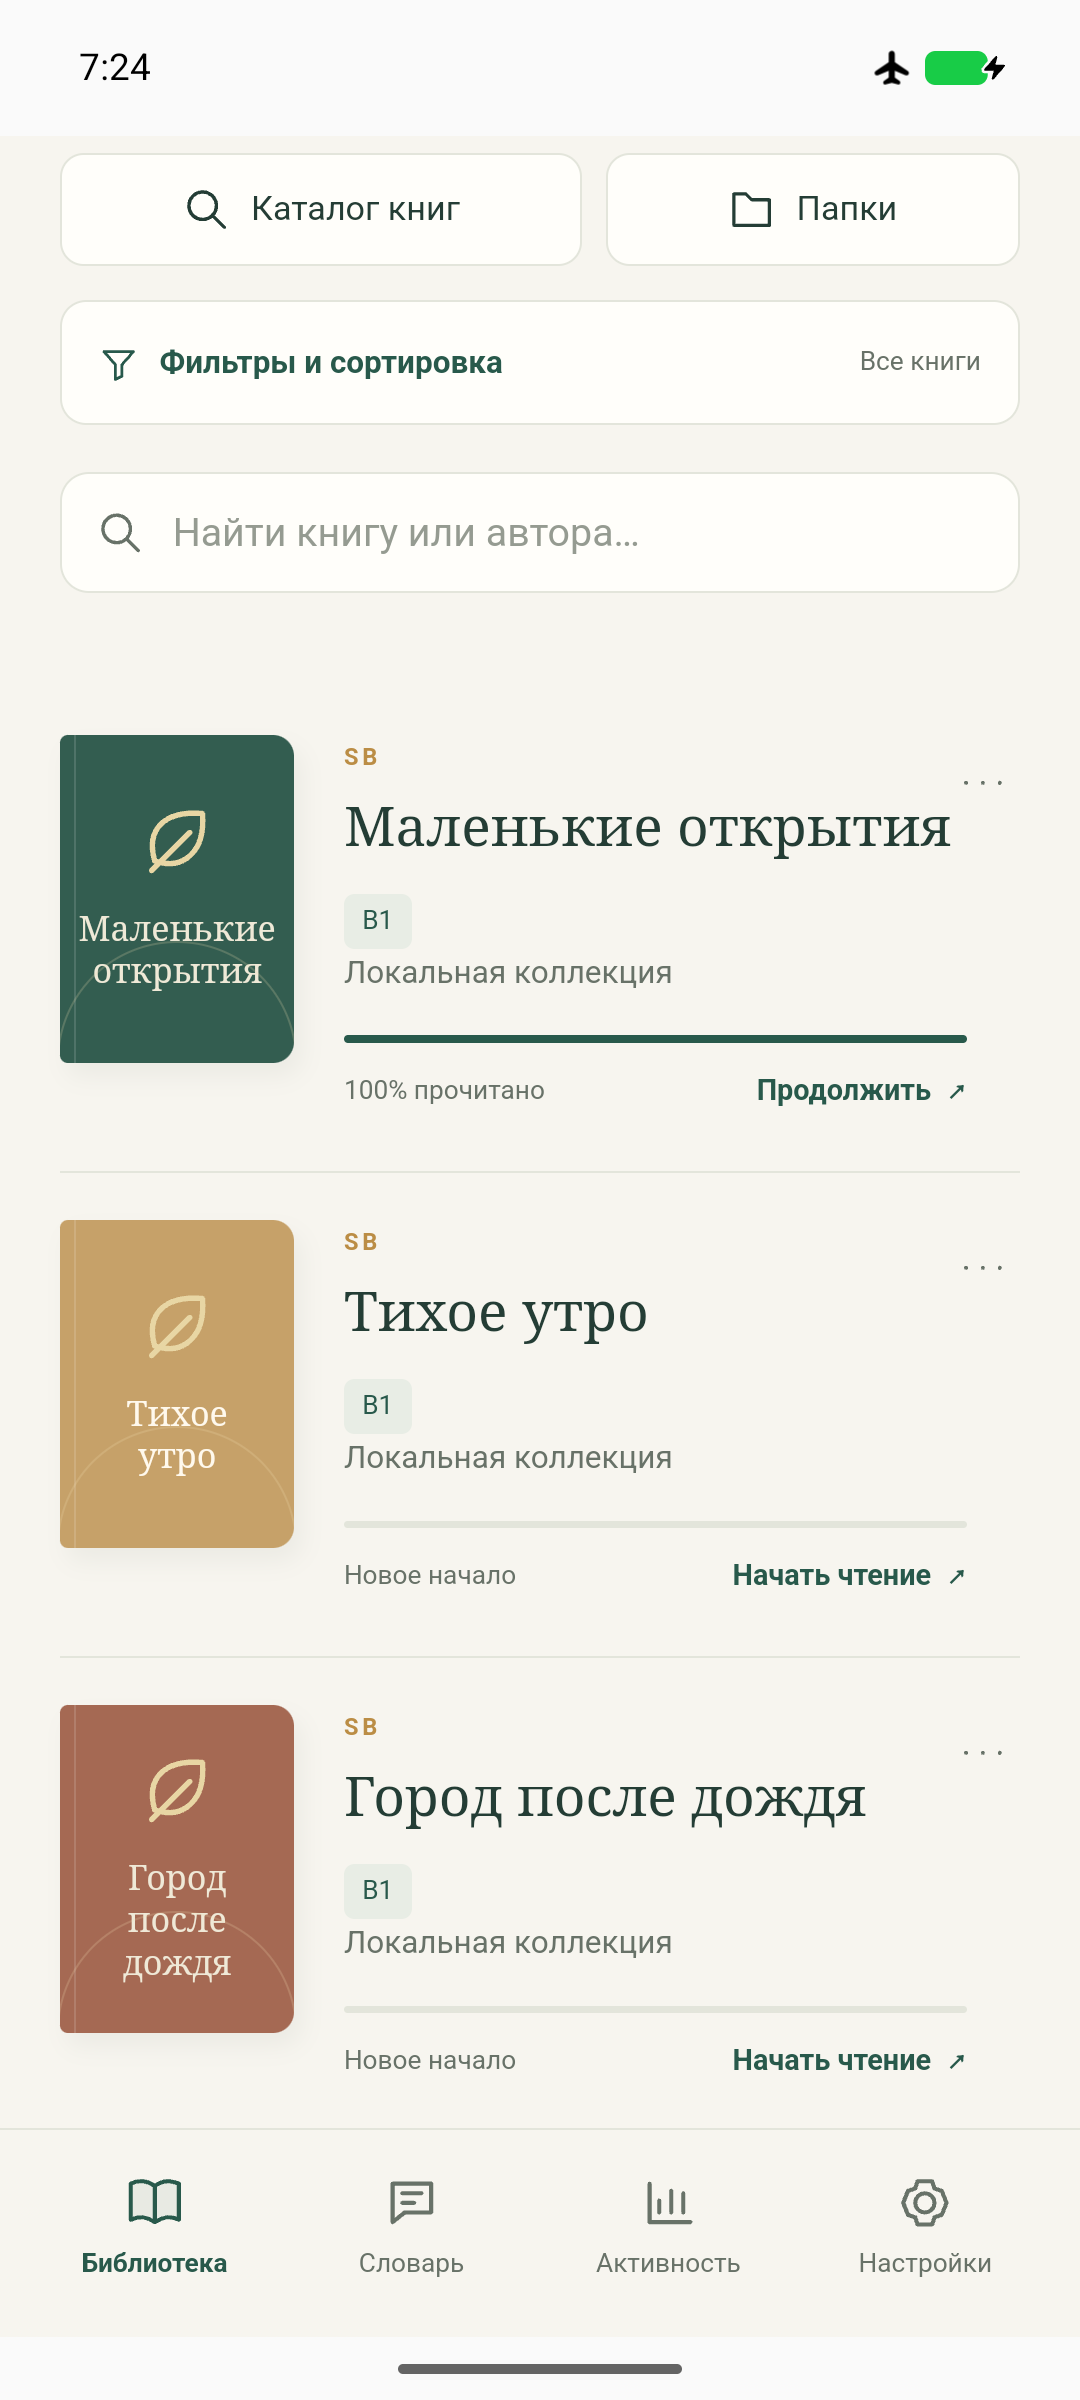 7:24
Каталог книг
Папки
Фильтры и сортировка
Все книги
Найти книгу или автора...
Маленькие
открытия
SB
...
Маленькие открытия
B1
Локальная коллекция
100% прочитано
Продолжить ↗
Тихое
утро
SB
...
Тихое утро
B1
Локальная коллекция
Новое начало
Начать чтение ↗
Город
после
дождя
SB
...
Город после дождя
B1
Локальная коллекция
Новое начало
Начать чтение ↗
Библиотека
Словарь
Активность
Настройки